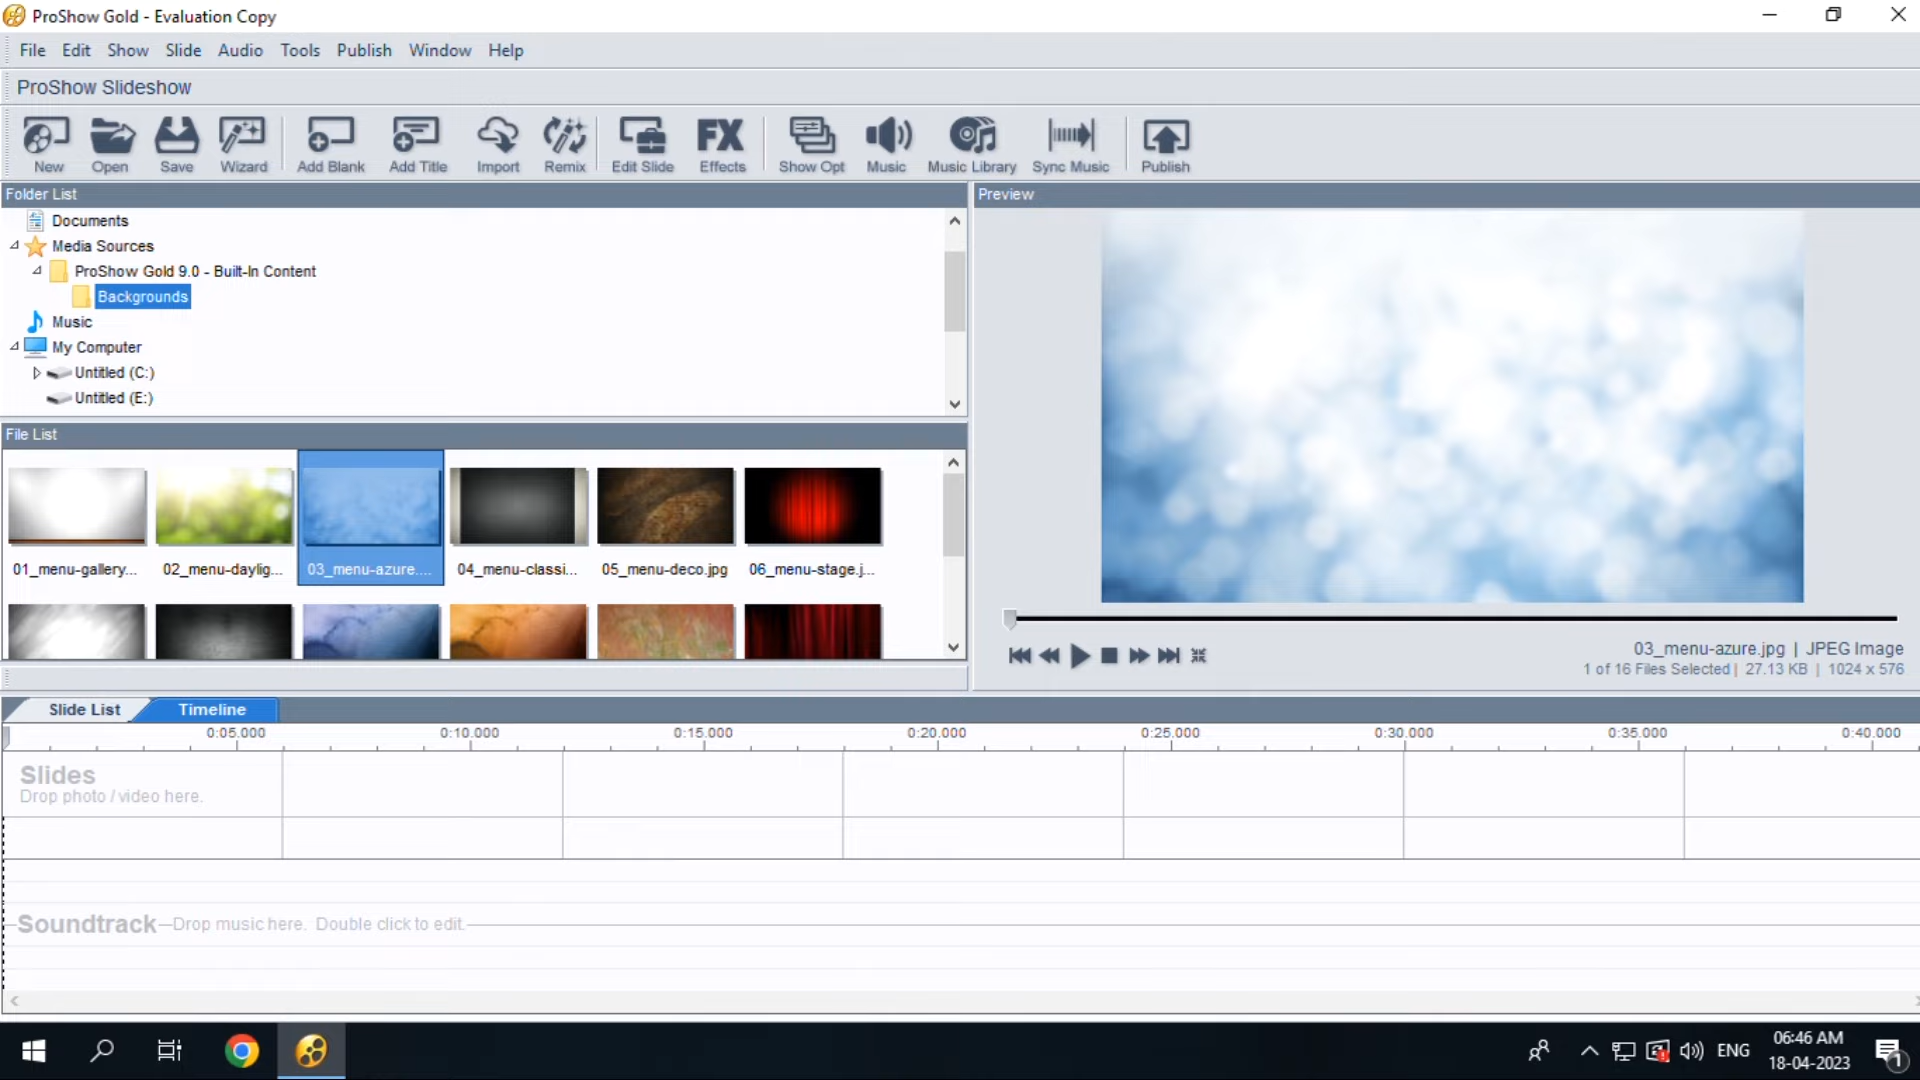 ProShow Gold - Evaluation Copy
File Edit Show Slide Audio Tools Publish Window Help
ProShow Slideshow
New Open Save Wizard Add Blank Add Title Import Remix Edit Slide FX Effects Show Opt Music Music Library Sync Music Publish
Folder List
Documents
Media Sources
ProShow Gold 9.0 - Built-In Content
Backgrounds
Music
My Computer
Untitled (C:)
Untitled (E:)
File List
01_menu-gallery... 02_menu-daylig... 03_menu-azure.... 04_menu-classi... 05_menu-deco.jpg 06_menu-stage.j...
Preview
03_menu-azure.jpg | JPEG Image
1 of 16 Files Selected | 27.13 KB | 1024 x 576
Slide List Timeline
0:05.000 0:10.000 0:15.000 0:20.000 0:25.000 0:30.000 0:35.000 0:40.000
Slides
Drop photo / video here.
Soundtrack Drop music here. Double click to edit.
ENG
06:46 AM
18-04-2023
1